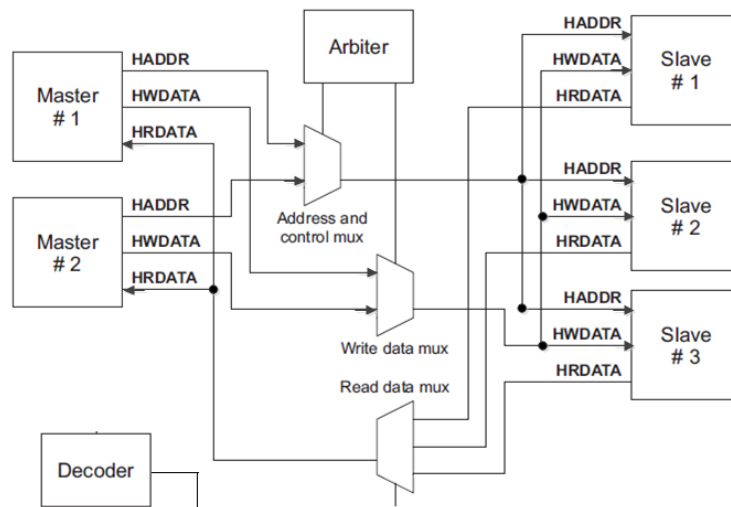 Arbiter
Master
# 1
HADDR
HWDATA
HRDATA
Master
# 2
HADDR
HWDATA
HRDATA
Address and
control mux
Write data mux
Read data mux
Decoder
HADDR
HWDATA
HRDATA
Slave
# 1
HADDR
HWDATA
HRDATA
Slave
# 2
HADDR
HWDATA
HRDATA
Slave
# 3